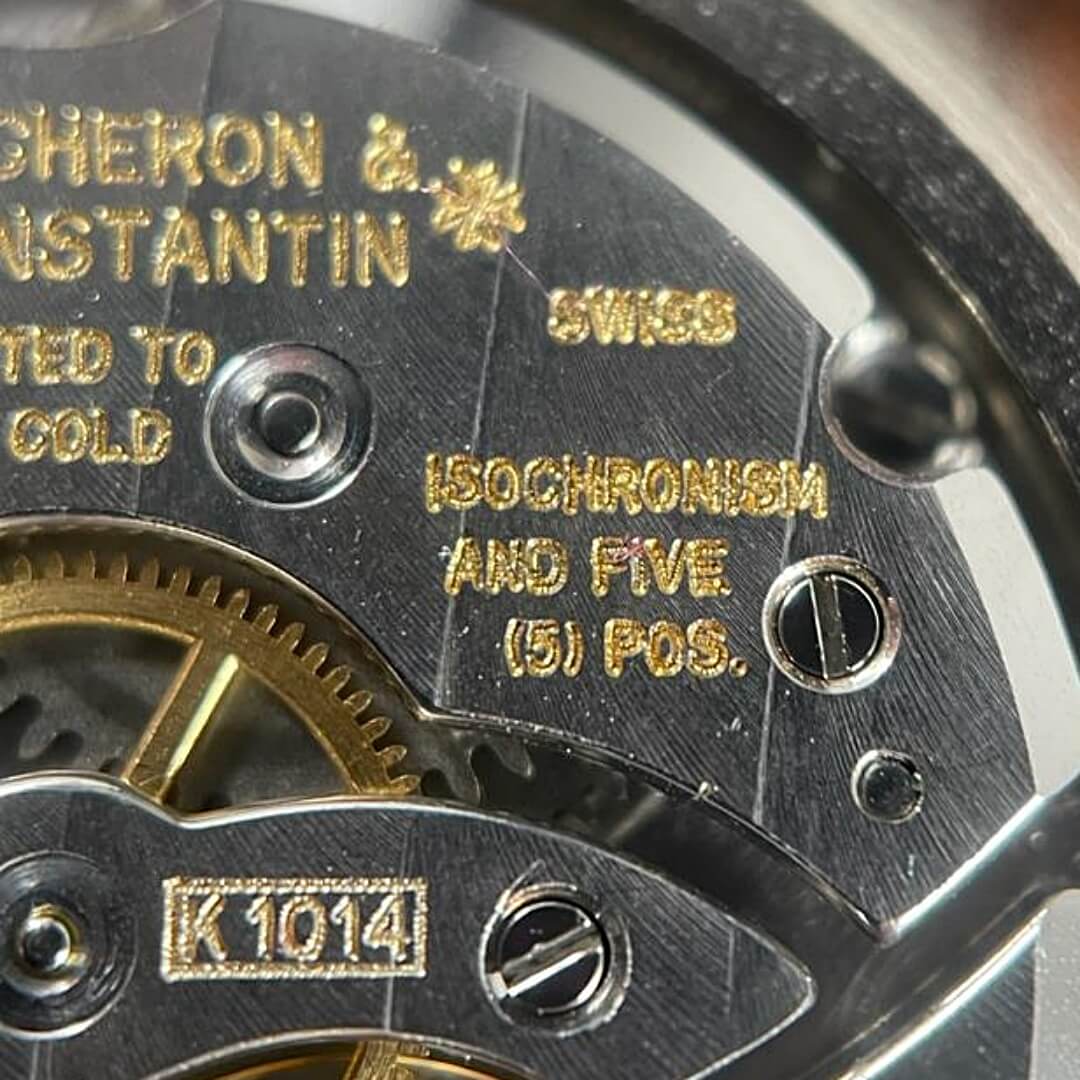 CHERON &
NSTANTIN
SWISS
TED TO
GOLD
ISOCHRONISM
AND FIVE
(5) POS.
K 1014